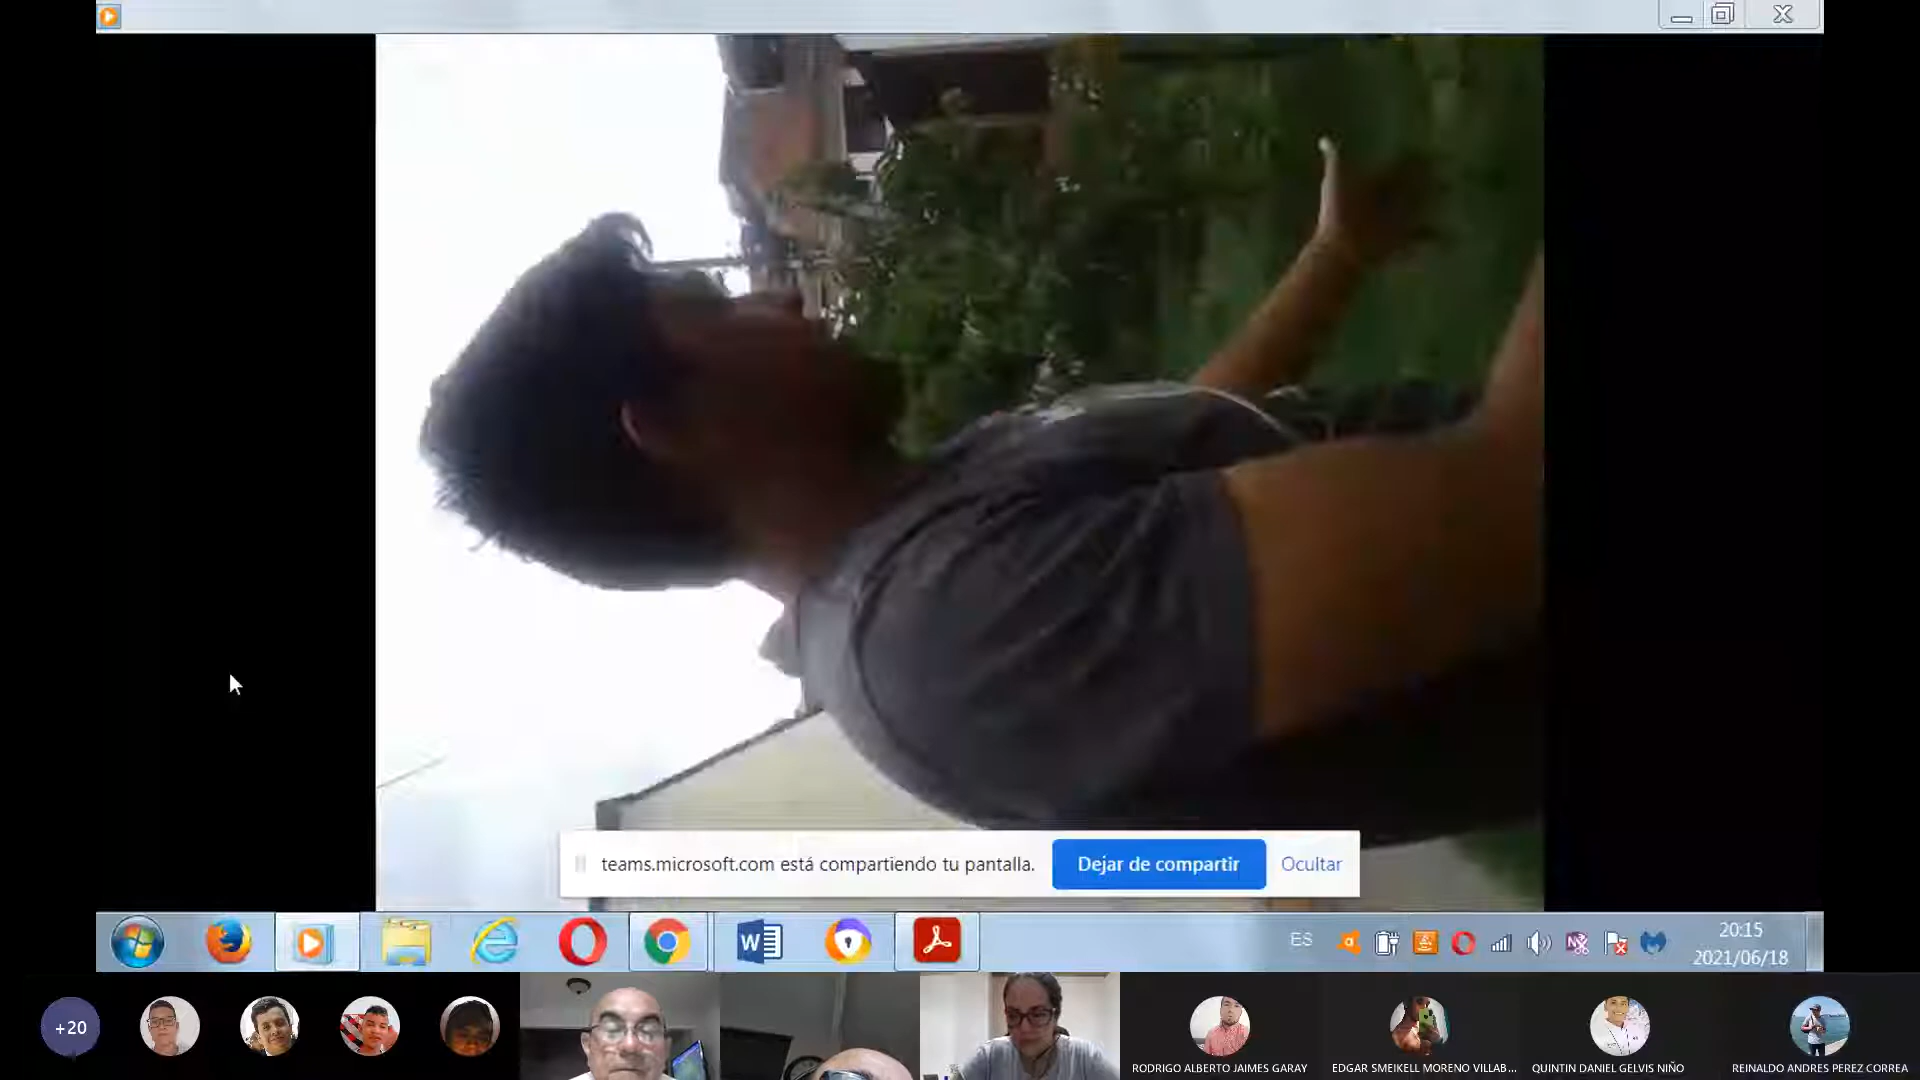 teams.microsoft.com está compartiendo tu pantalla.
Dejar de compartir
Ocultar
ES
20:15
2021/06/18
+20
RODRIGO ALBERTO JAIMES GARAY
EDGAR SMEIKELL MORENO VILLAB...
QUINTIN DANIEL GELVIS NIÑO
REINALDO ANDRES PEREZ CORREA